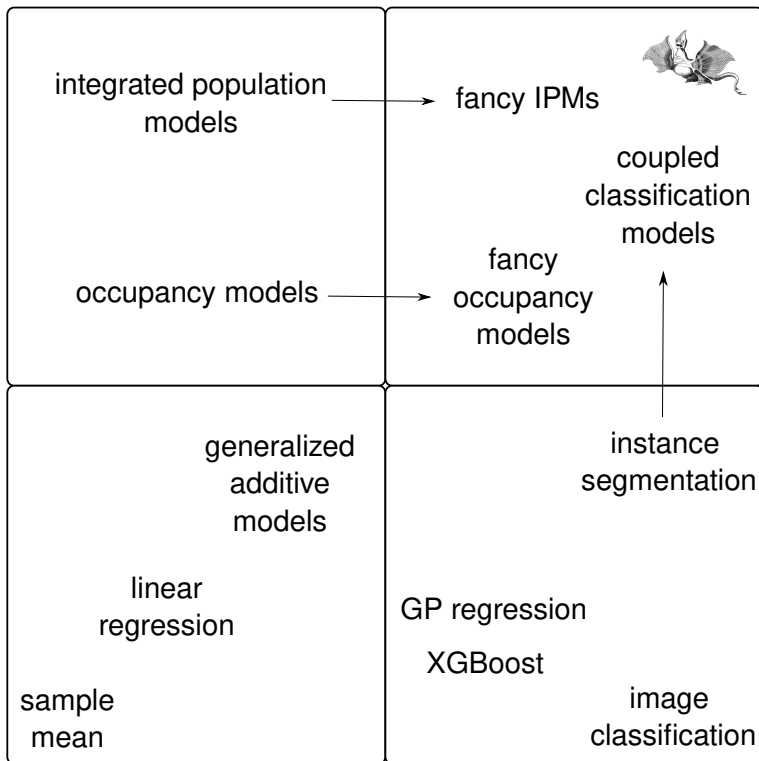 integrated population
models
fancy IPMs
coupled
classification
models
occupancy models
fancy
occupancy
models
generalized
additive
models
linear
regression
sample
mean
instance
segmentation
GP regression
XGBoost
image
classification